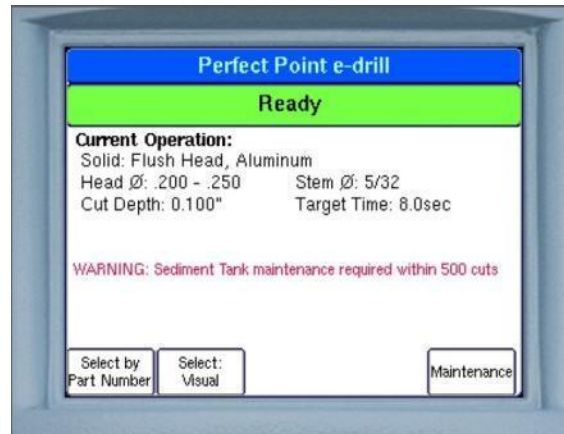 Perfect Point e-drill
Ready
Current Operation:
Solid: Flush Head, Aluminum
Head Ø: .200 - .250 Stem Ø: 5/32
Cut Depth: 0.100" Target Time: 8.0sec
WARNING: Sediment Tank maintenance required within 500 cuts
Select by
Part Number
Select:
Visual
Maintenance